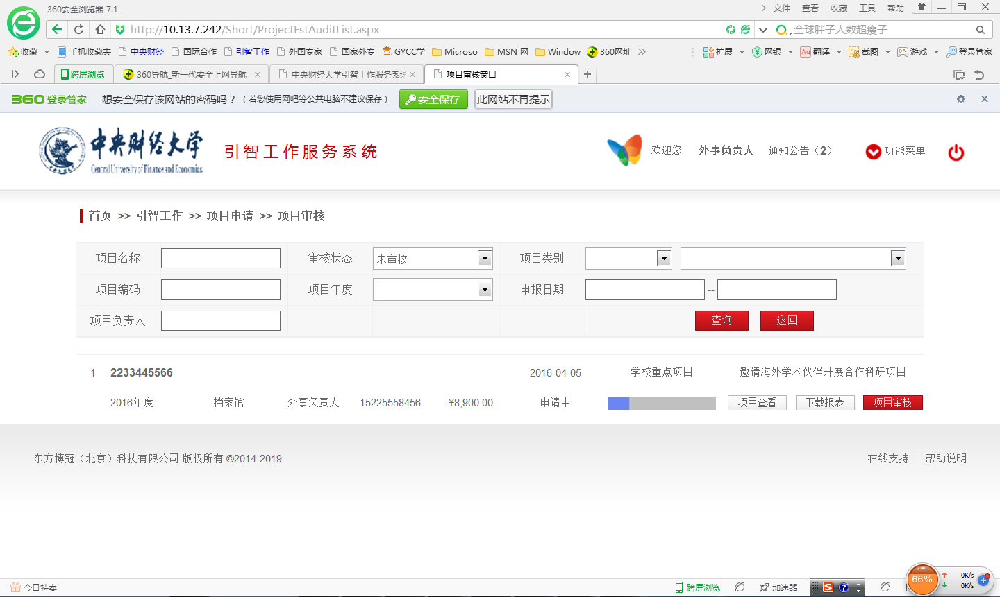 360安全浏览器 7.1
文件 查看 收藏 工具 帮助
http://10.13.7.242/Short/ProjectFstAuditList.aspx
全球胖子人数超瘦子
收藏 手机收藏夹 中央财经 国际合作 引智工作 外国专家 国家外专 GYCC学 Microso MSN 网 Window 360网址 扩展 网银 Aa 翻译 截图 游戏 登录管家
跨屏浏览 360导航_新一代安全上网导航 中央财经大学引智工作服务系统 项目审核窗口
360 登录管家 想安全保存该网站的密码吗？（若您使用网吧等公共电脑不建议保存） 安全保存 此网站不再提示
中央财经大学
Central University of Finance and Economics
引智工作服务系统
欢迎您 外事负责人 通知公告（2） 功能菜单
首页 >> 引智工作 >> 项目申请 >> 项目审核
项目名称 审核状态 未审核 项目类别
项目编码 项目年度 申报日期 --
项目负责人 查询 返回
1 2233445566 2016-04-05 学校重点项目 邀请海外学术伙伴开展合作科研项目
2016年度 档案馆 外事负责人 15225558456 ¥8,900.00 申请中 项目查看 下载报表 项目审核
东方博冠（北京）科技有限公司 版权所有 ©2014-2019
在线支持 | 帮助说明
今日特卖
跨屏浏览 加速器
S ?
66% 0K/s
0K/s